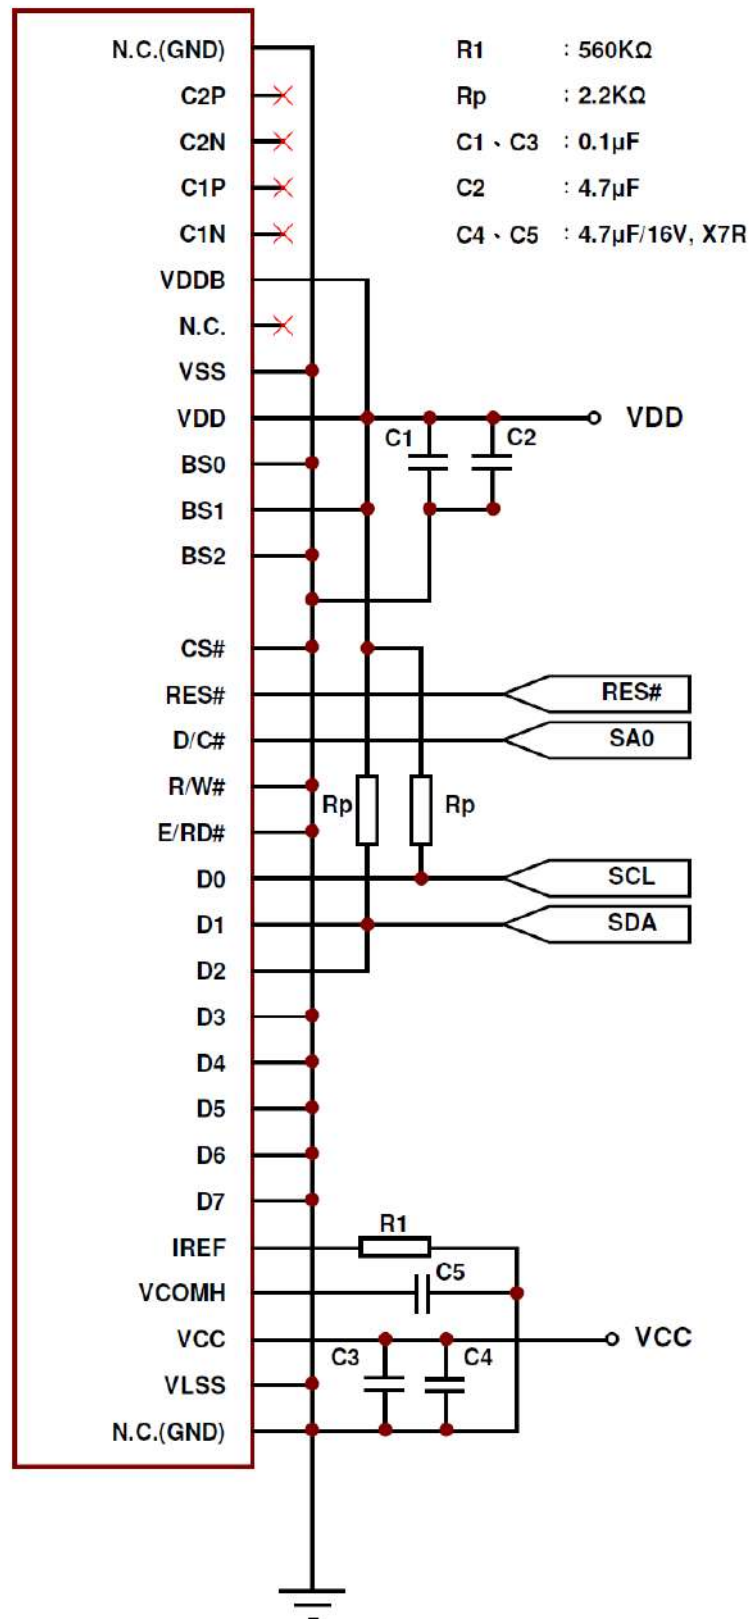 N.C.(GND)
C2P
C2N
C1P
C1N
VDDB
N.C.
VSS
VDD
BS0
BS1
BS2
CS#
RES#
D/C#
R/W#
E/RD#
D0
D1
D2
D3
D4
D5
D6
D7
IREF
VCOMH
VCC
VLSS
N.C.(GND)
R1 : 560KΩ
Rp : 2.2KΩ
C1、C3 : 0.1µF
C2 : 4.7µF
C4、C5 : 4.7µF/16V, X7R
VDD
C1
C2
RES#
SA0
Rp
Rp
SCL
SDA
R1
C5
VCC
C3
C4